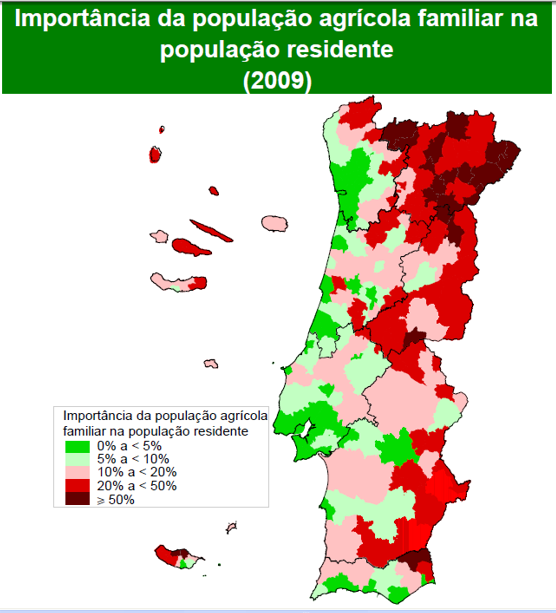 Importância da população agrícola familiar na
população residente
(2009)
Importância da população agrícola
familiar na população residente
0% a < 5%
5% a < 10%
10% a < 20%
20% a < 50%
≥ 50%